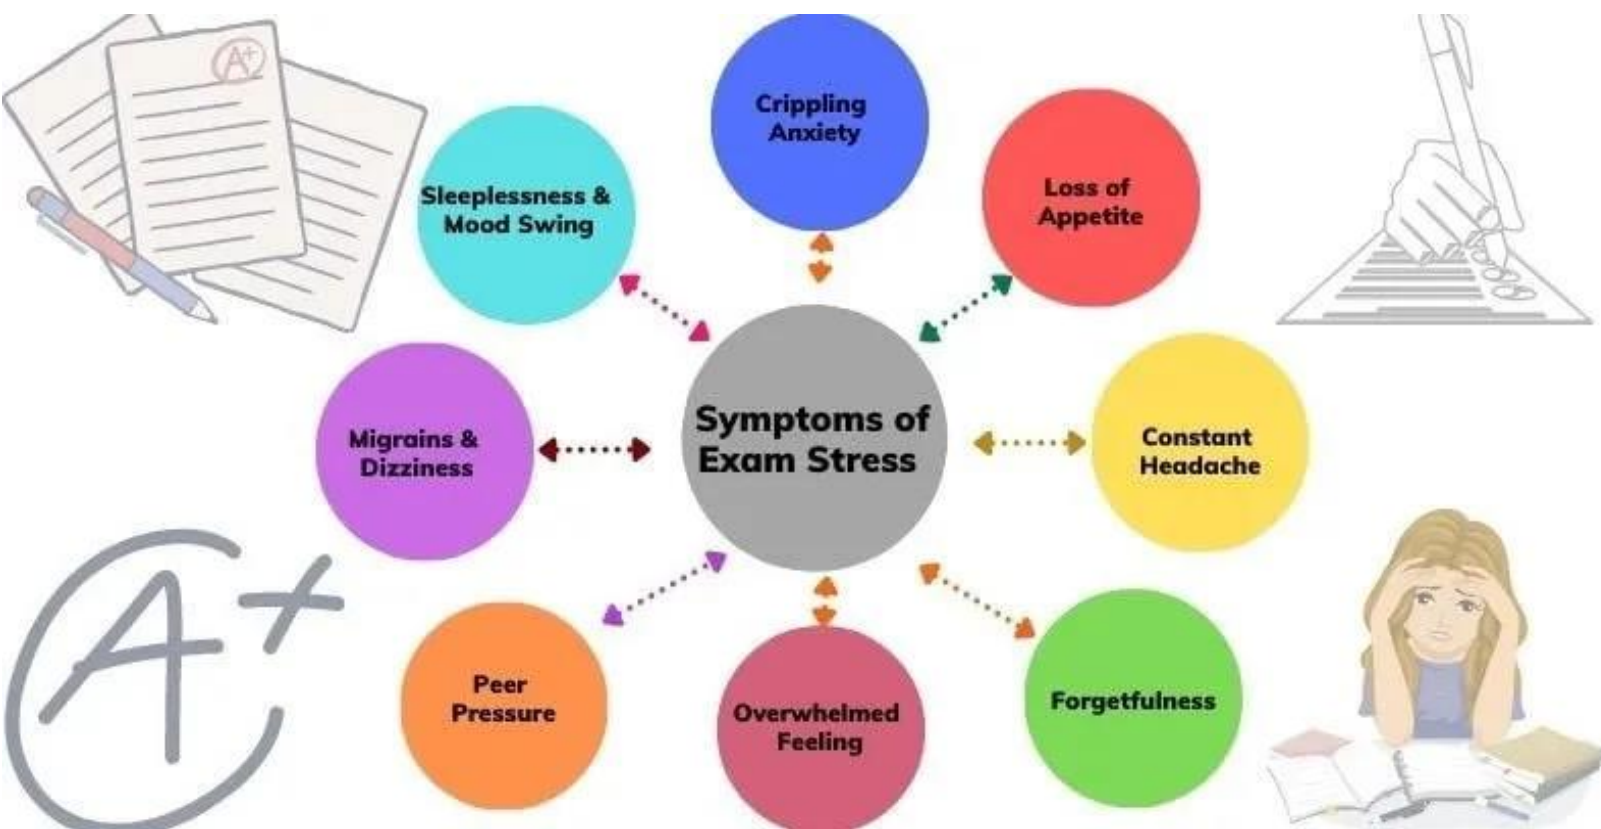 A+
Crippling
Anxiety
Loss of
Appetite
Sleeplessness &
Mood Swing
Symptoms of
Exam Stress
Constant
Headache
Migrains &
Dizziness
Peer
Pressure
Overwhelmed
Feeling
Forgetfulness
A+